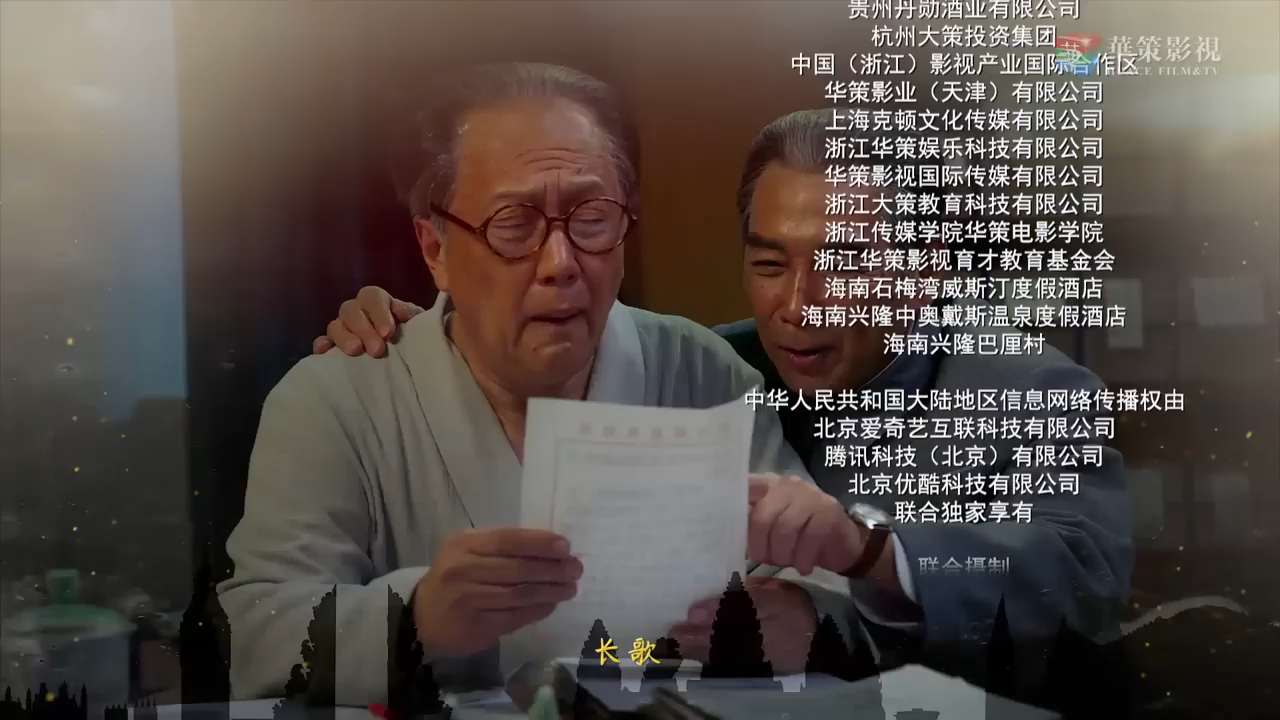 贵州丹勋酒业有限公司
杭州大策投资集团
華策影視
中国（浙江）影视产业国际合作区
华策影业（天津）有限公司
上海克顿文化传媒有限公司
浙江华策娱乐科技有限公司
华策影视国际传媒有限公司
浙江大策教育科技有限公司
浙江传媒学院华策电影学院
浙江华策影视育才教育基金会
海南石梅湾威斯汀度假酒店
海南兴隆中奥戴斯温泉度假酒店
海南兴隆巴厘村
中华人民共和国大陆地区信息网络传播权由
北京爱奇艺互联科技有限公司
腾讯科技（北京）有限公司
北京优酷科技有限公司
联合独家享有
联合摄制
长歌